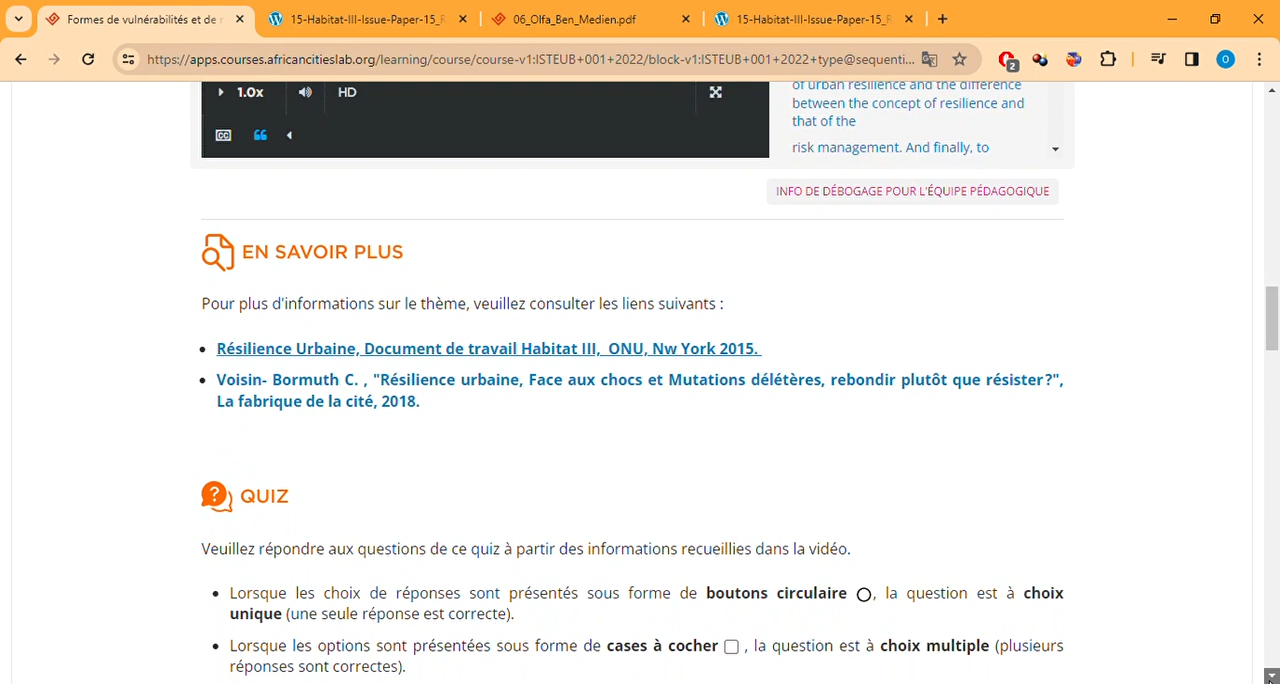 Formes de vulnérabilités et de r
15-Habitat-III-Issue-Paper-15_R
06_Olfa_Ben_Medien.pdf
15-Habitat-III-Issue-Paper-15_R
https://apps.courses.africancitieslab.org/learning/course/course-v1:ISTEUB+001+2022/block-v1:ISTEUB+001+2022+type@sequenti...
2
O
1.0x
HD
CC
of urban resilience and the difference
between the concept of resilience and
that of the
risk management. And finally, to
INFO DE DÉBOGAGE POUR L'ÉQUIPE PÉDAGOGIQUE
EN SAVOIR PLUS
Pour plus d'informations sur le thème, veuillez consulter les liens suivants :
Résilience Urbaine, Document de travail Habitat III, ONU, Nw York 2015.
Voisin- Bormuth C. , "Résilience urbaine, Face aux chocs et Mutations délétères, rebondir plutôt que résister?",
La fabrique de la cité, 2018.
QUIZ
Veuillez répondre aux questions de ce quiz à partir des informations recueillies dans la vidéo.
Lorsque les choix de réponses sont présentés sous forme de boutons circulaire , la question est à choix
unique (une seule réponse est correcte).
Lorsque les options sont présentées sous forme de cases à cocher , la question est à choix multiple (plusieurs
réponses sont correctes).